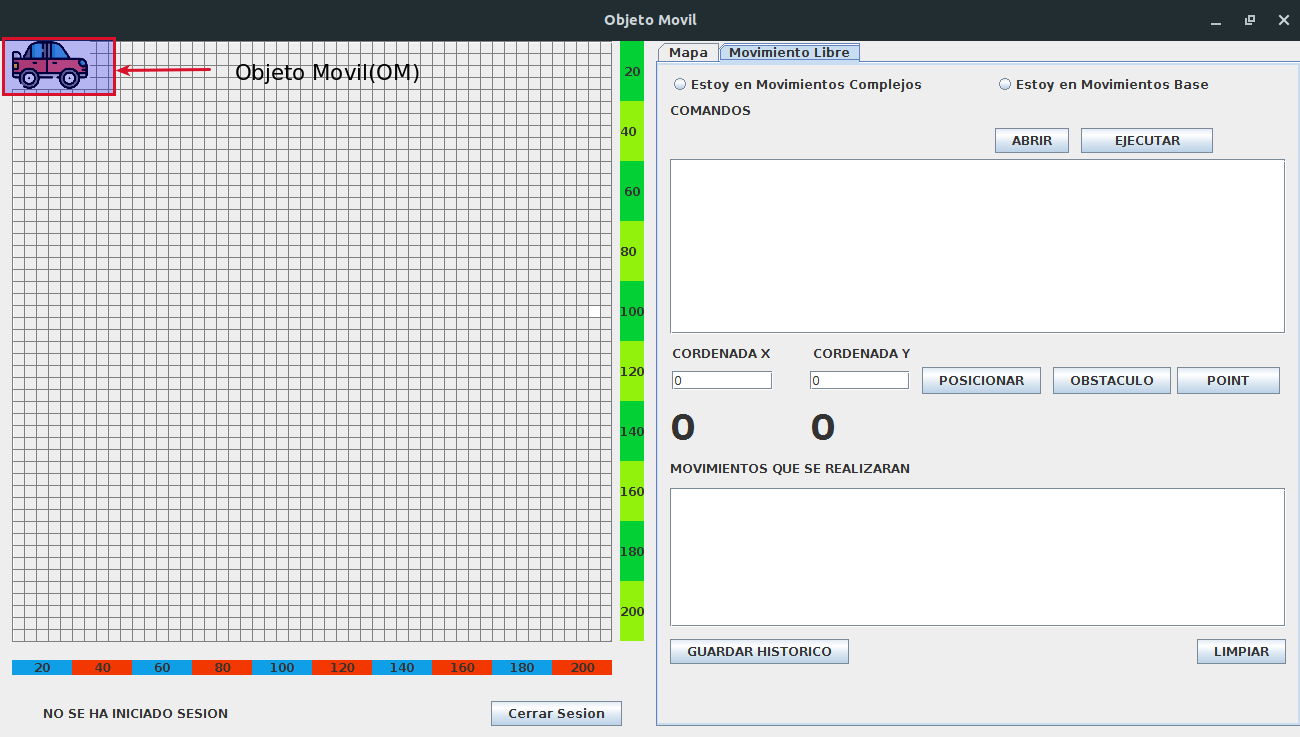 Objeto Movil
Objeto Movil(OM)
20
40
60
80
100
120
140
160
180
200
20 40 60 80 100 120 140 160 180 200
NO SE HA INICIADO SESION
Cerrar Sesion
Mapa Movimiento Libre
Estoy en Movimientos Complejos Estoy en Movimientos Base
COMANDOS
ABRIR EJECUTAR
CORDENADA X CORDENADA Y
0 0 POSICIONAR OBSTACULO POINT
0 0
MOVIMIENTOS QUE SE REALIZARAN
GUARDAR HISTORICO LIMPIAR